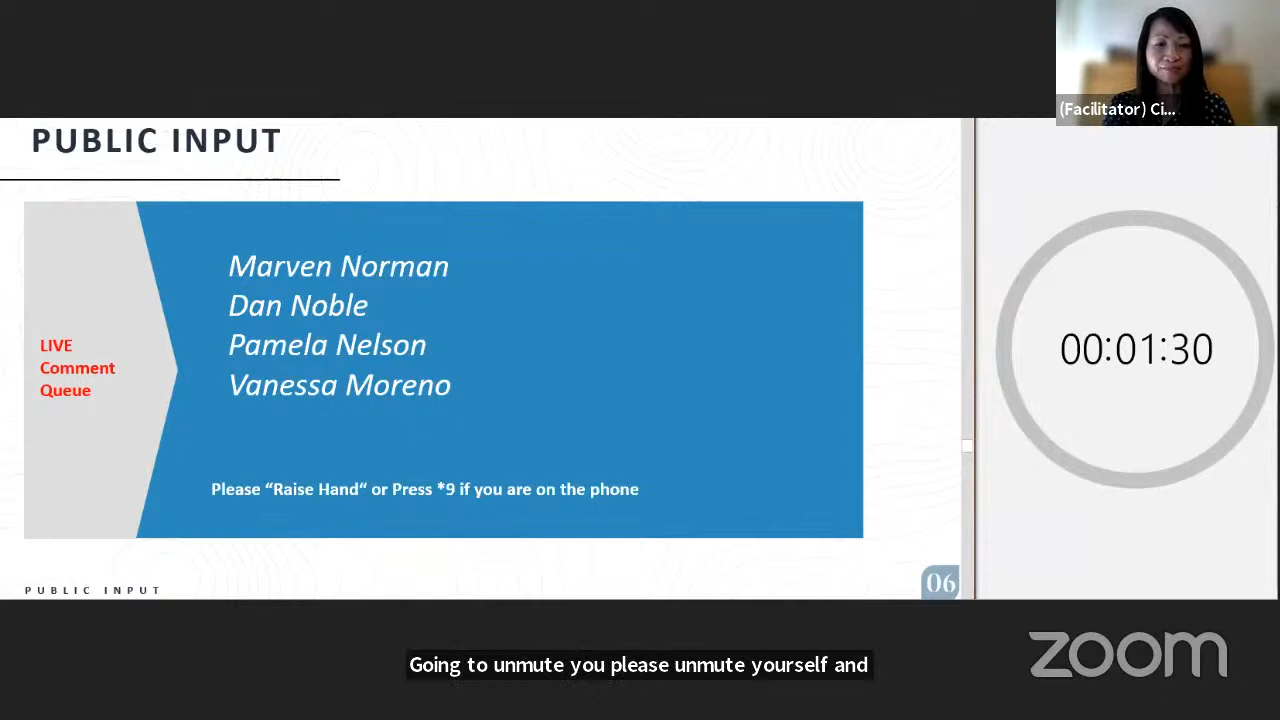 (Facilitator) Ci...
PUBLIC INPUT
Marven Norman
Dan Noble
Pamela Nelson
Vanessa Moreno
LIVE
Comment
Queue
Please “Raise Hand“ or Press *9 if you are on the phone
00:01:30
PUBLIC INPUT
06
Going to unmute you please unmute yourself and
zoom